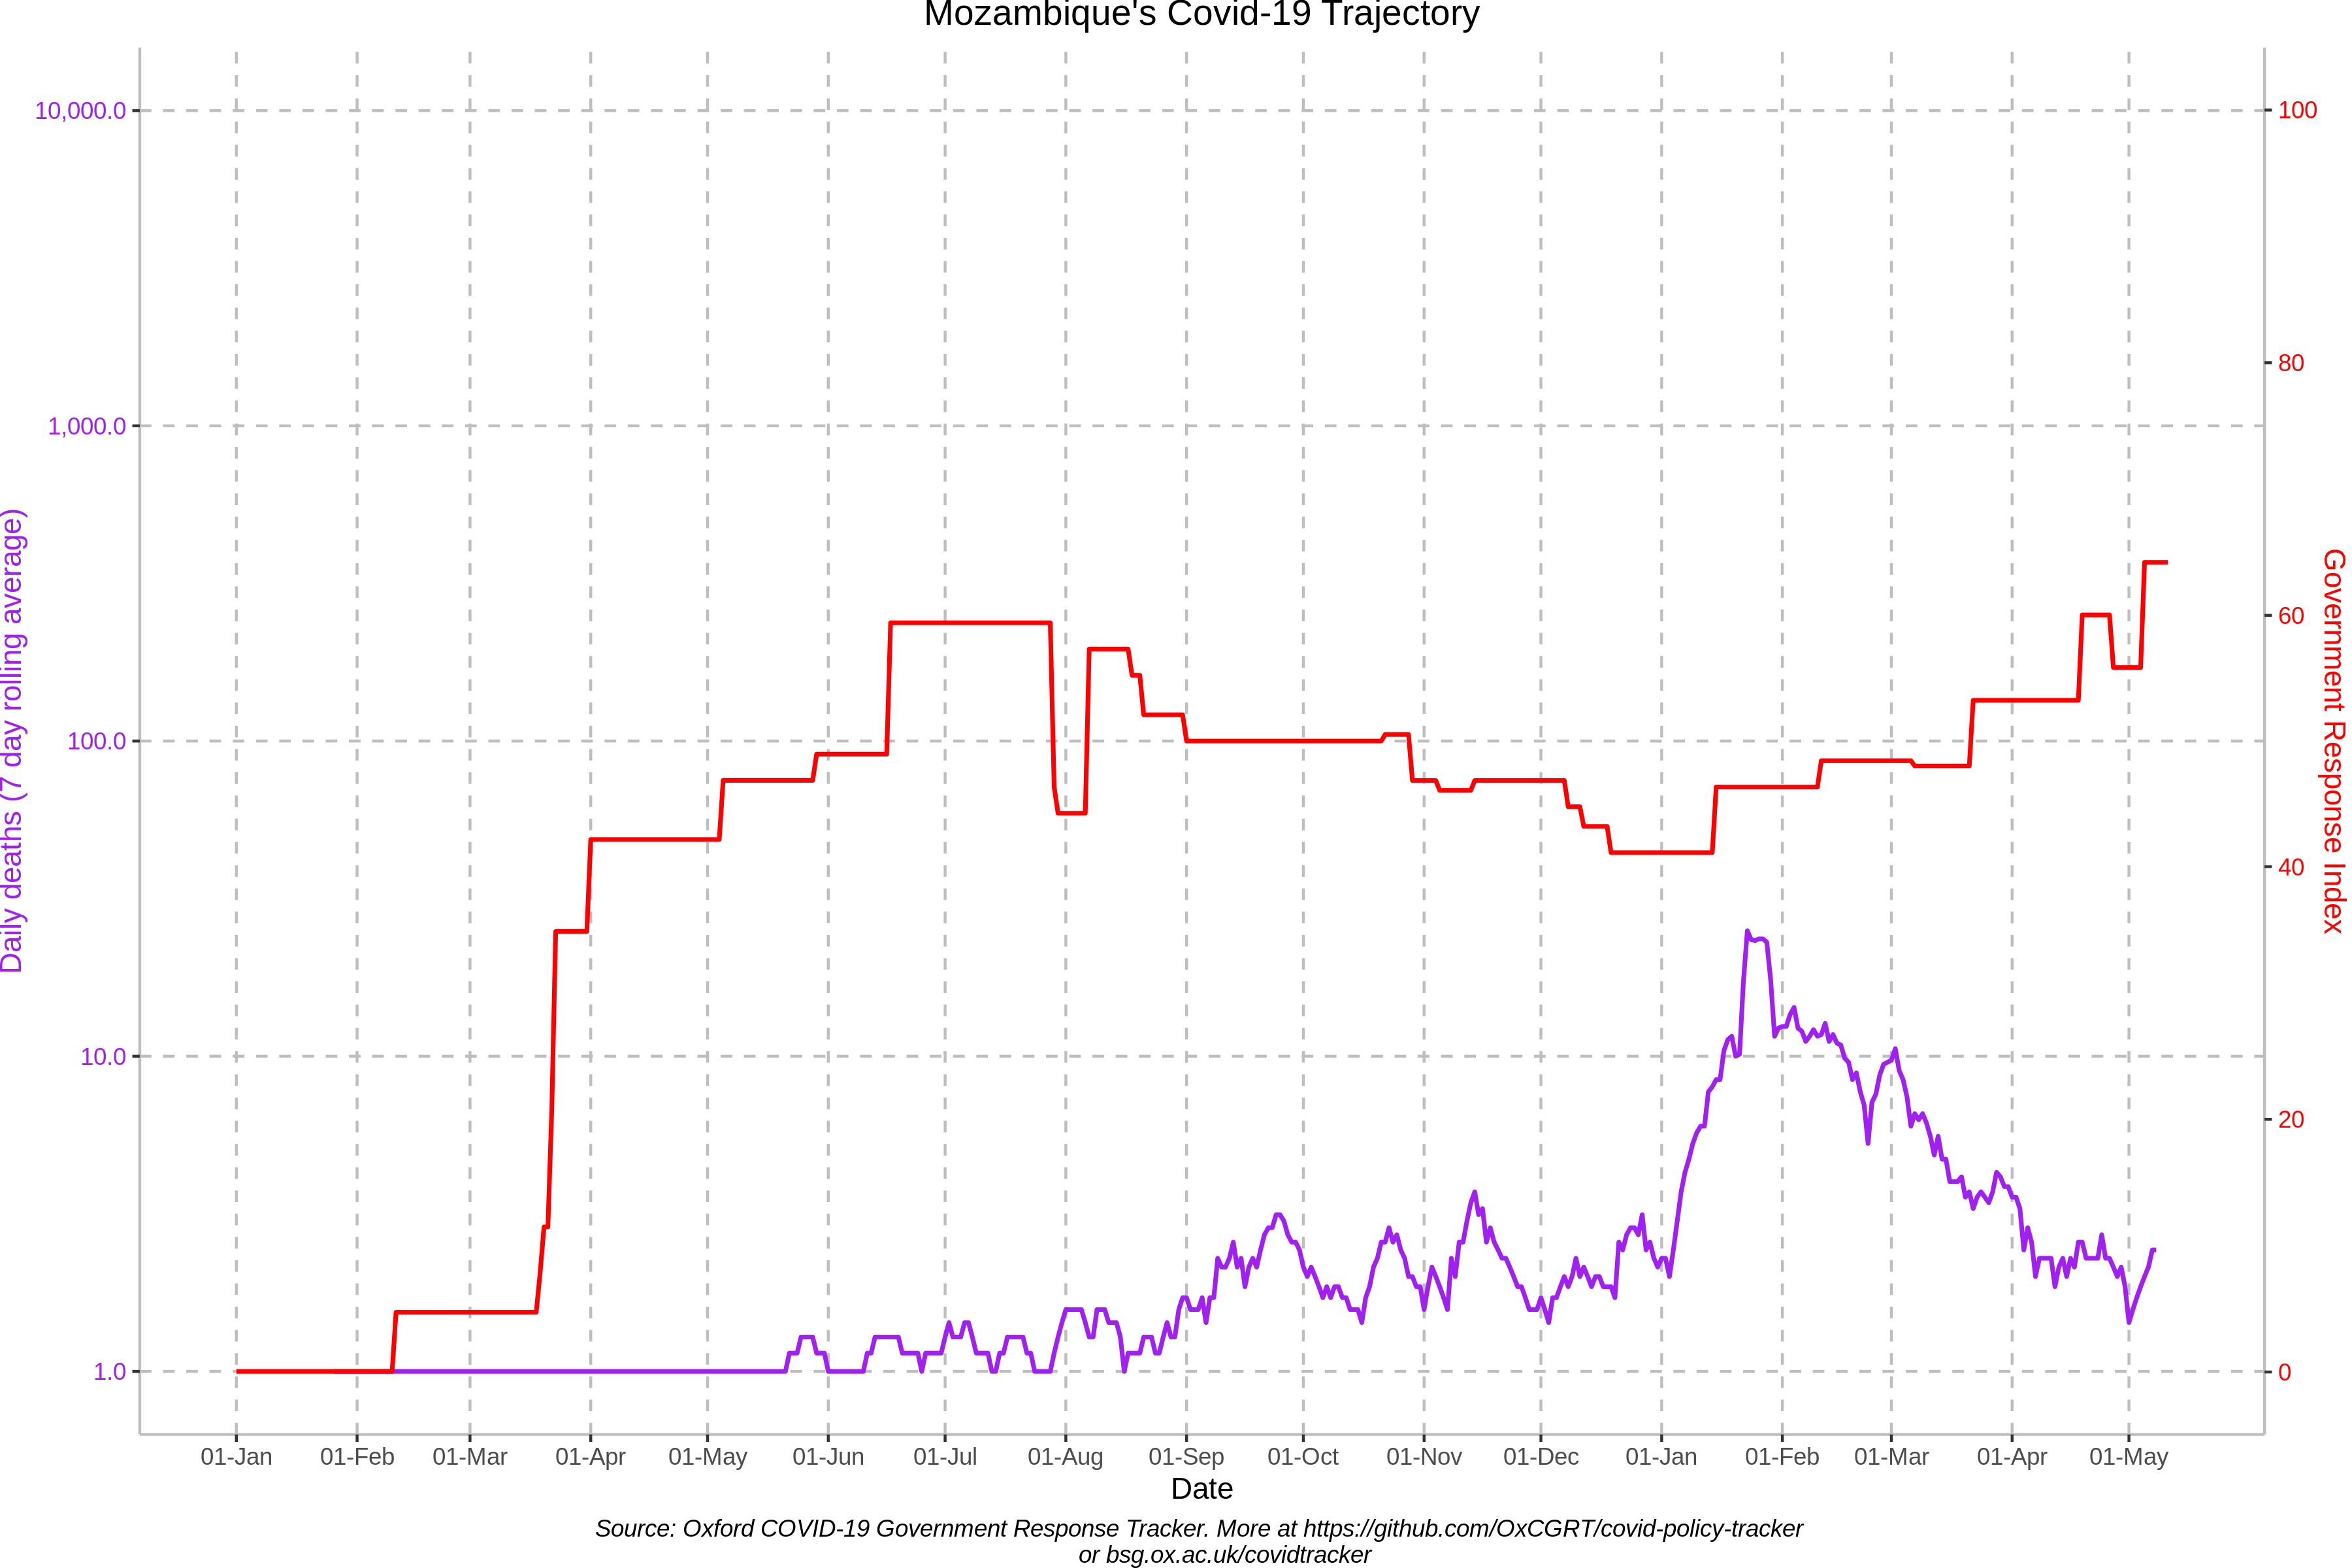 Mozambique's Covid-19 Trajectory
10,000.0
1,000.0
100.0
10.0
1.0
Daily deaths (7 day rolling average)
100
80
60
40
20
0
Government Response Index
01-Jan 01-Feb 01-Mar 01-Apr 01-May 01-Jun 01-Jul 01-Aug 01-Sep 01-Oct 01-Nov 01-Dec 01-Jan 01-Feb 01-Mar 01-Apr 01-May
Date
Source: Oxford COVID-19 Government Response Tracker. More at https://github.com/OxCGRT/covid-policy-tracker
or bsg.ox.ac.uk/covidtracker